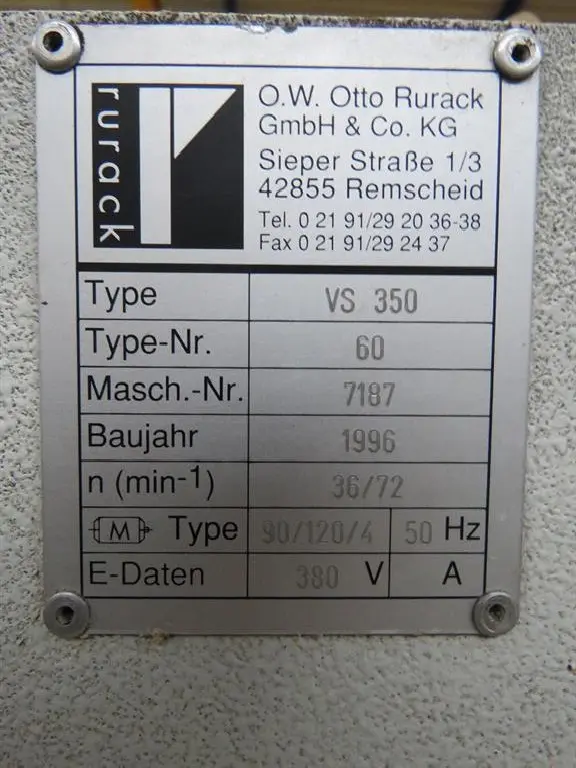 rurack
O.W. Otto Rurack
GmbH & Co. KG
Sieper Straße 1/3
42855 Remscheid
Tel. 0 21 91/29 20 36-38
Fax 0 21 91/29 24 37
Type VS 350
Type-Nr. 60
Masch.-Nr. 7187
Baujahr 1996
n (min-1) 36/72
M Type 90/120/4 50 Hz
E-Daten 380 V A